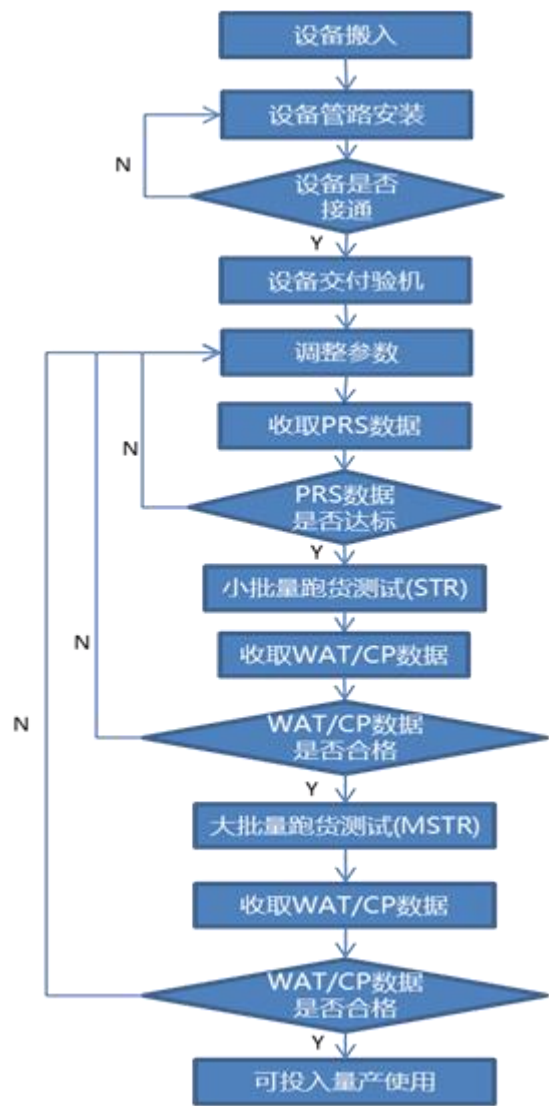 设备搬入
设备管路安装
N
设备是否
接通
Y
设备交付验机
调整参数
收取PRS数据
N
PRS数据
是否达标
Y
小批量跑货测试(STR)
N
收取WAT/CP数据
N
WAT/CP数据
是否合格
Y
大批量跑货测试(MSTR)
收取WAT/CP数据
WAT/CP数据
是否合格
Y
可投入量产使用